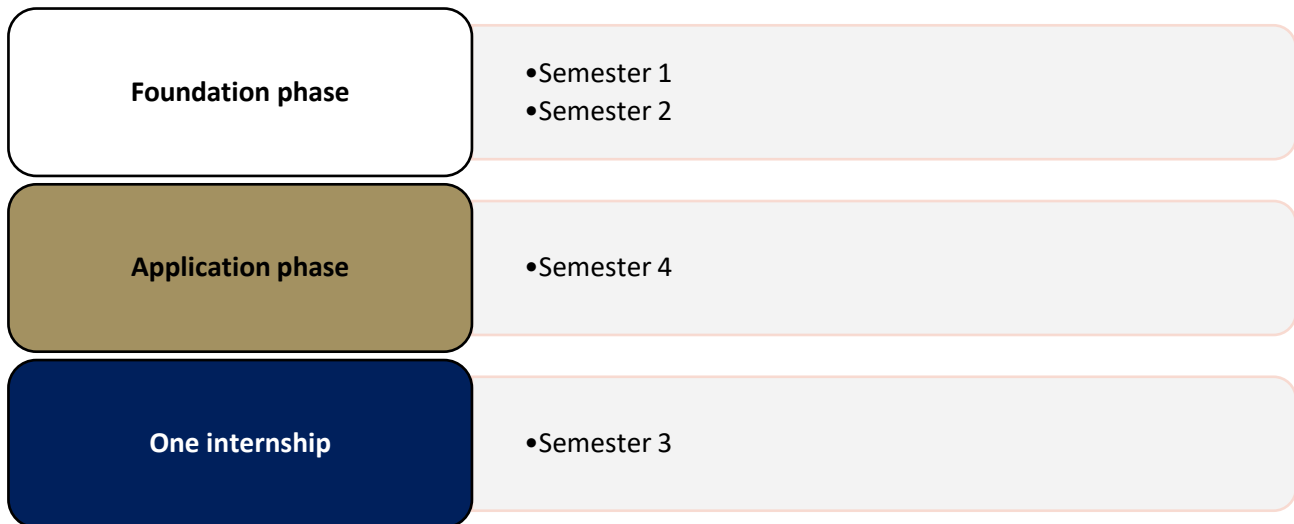 Foundation phase
•Semester 1
•Semester 2
Application phase
•Semester 4
One internship
•Semester 3